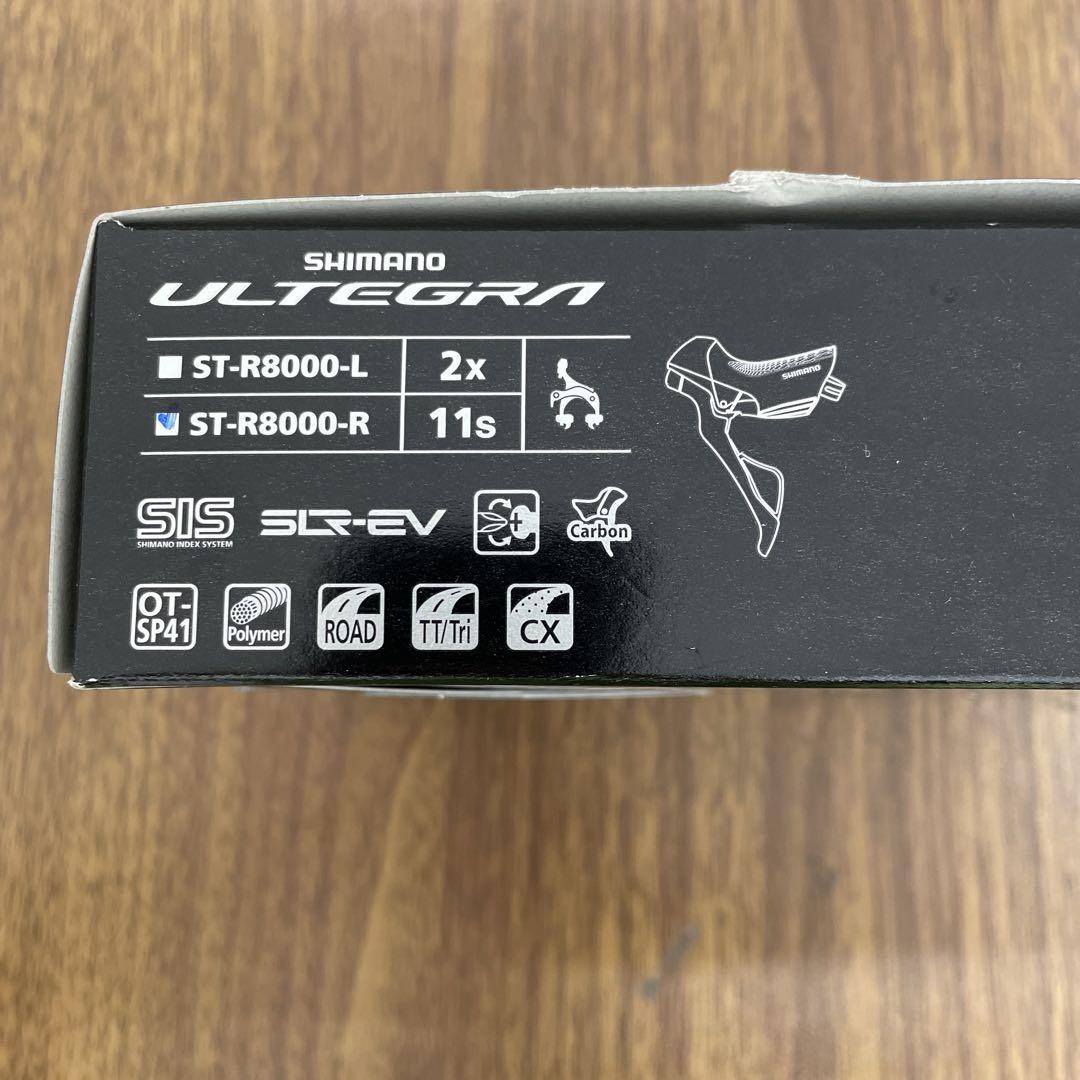 SHIMANO
ULTEGRA
ST-R8000-L 2x
ST-R8000-R 11s
SHIMANO
SIS SLR-EV + Carbon
SHIMANO INDEX SYSTEM
OT-SP41 Polymer ROAD TT/Tri CX